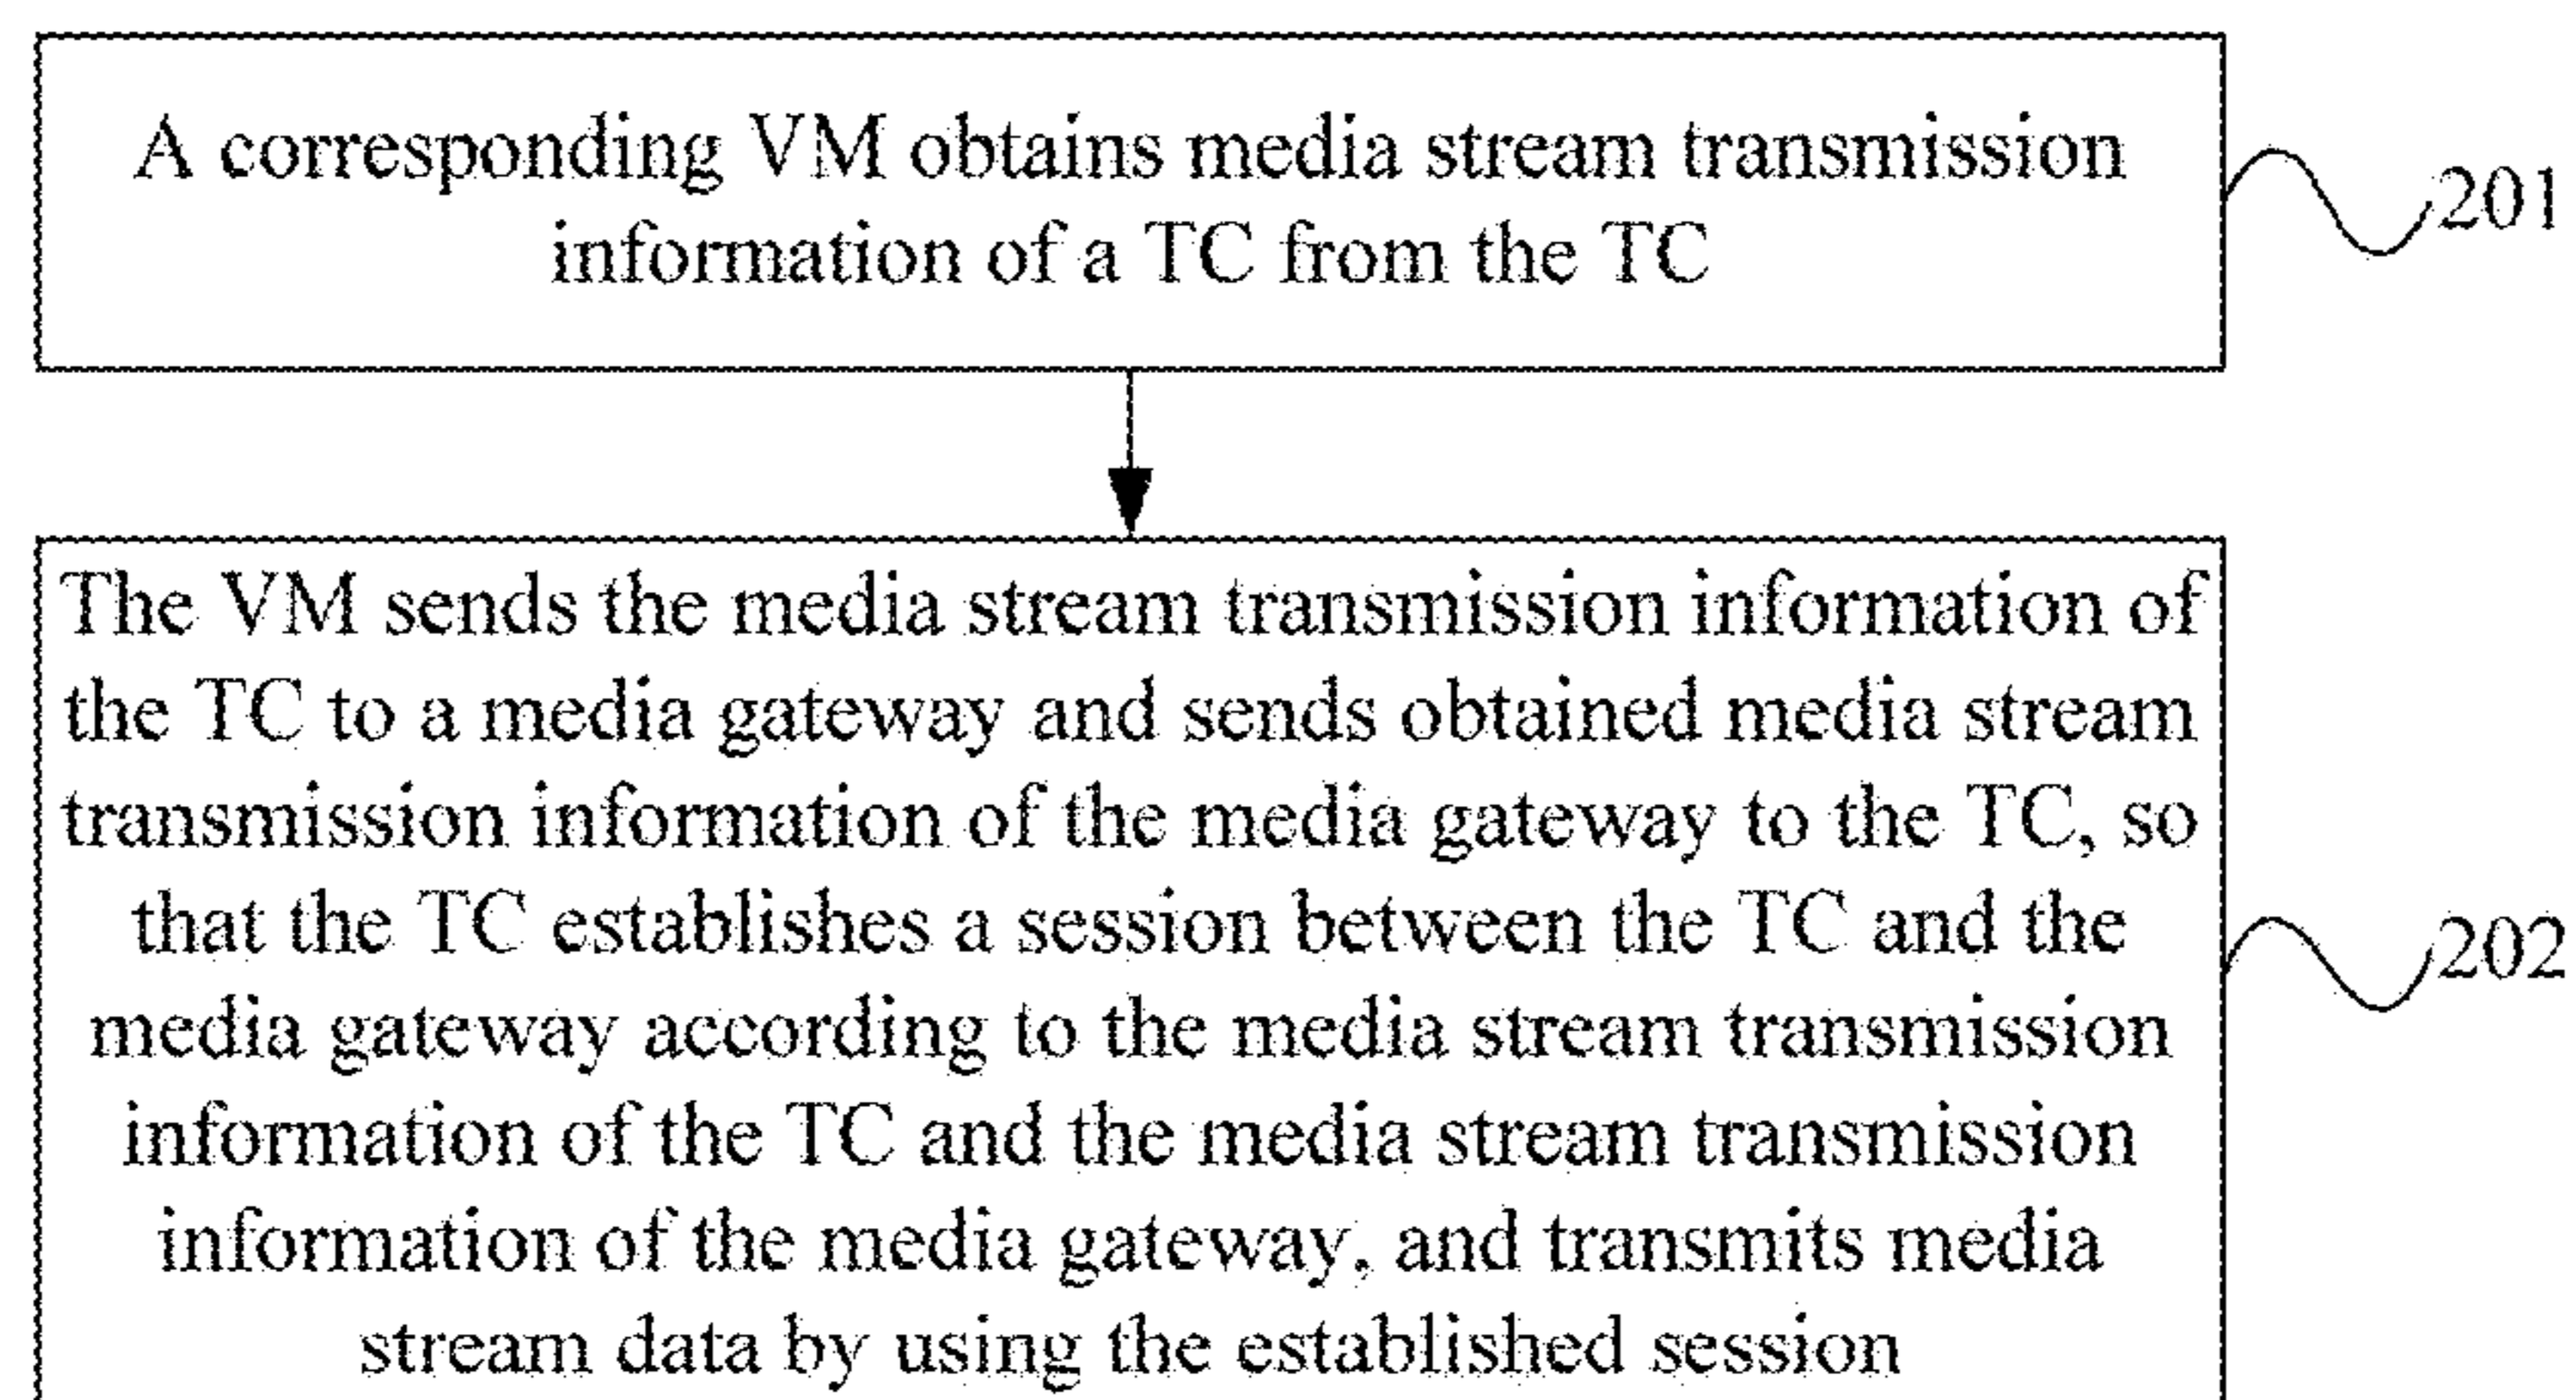 A corresponding VM obtains media stream transmission
information of a TC from the TC
201
The VM sends the media stream transmission information of
the TC to a media gateway and sends obtained media stream
transmission information of the media gateway to the TC, so
that the TC establishes a session between the TC and the
media gateway according to the media stream transmission
information of the TC and the media stream transmission
information of the media gateway, and transmits media
stream data by using the established session
202